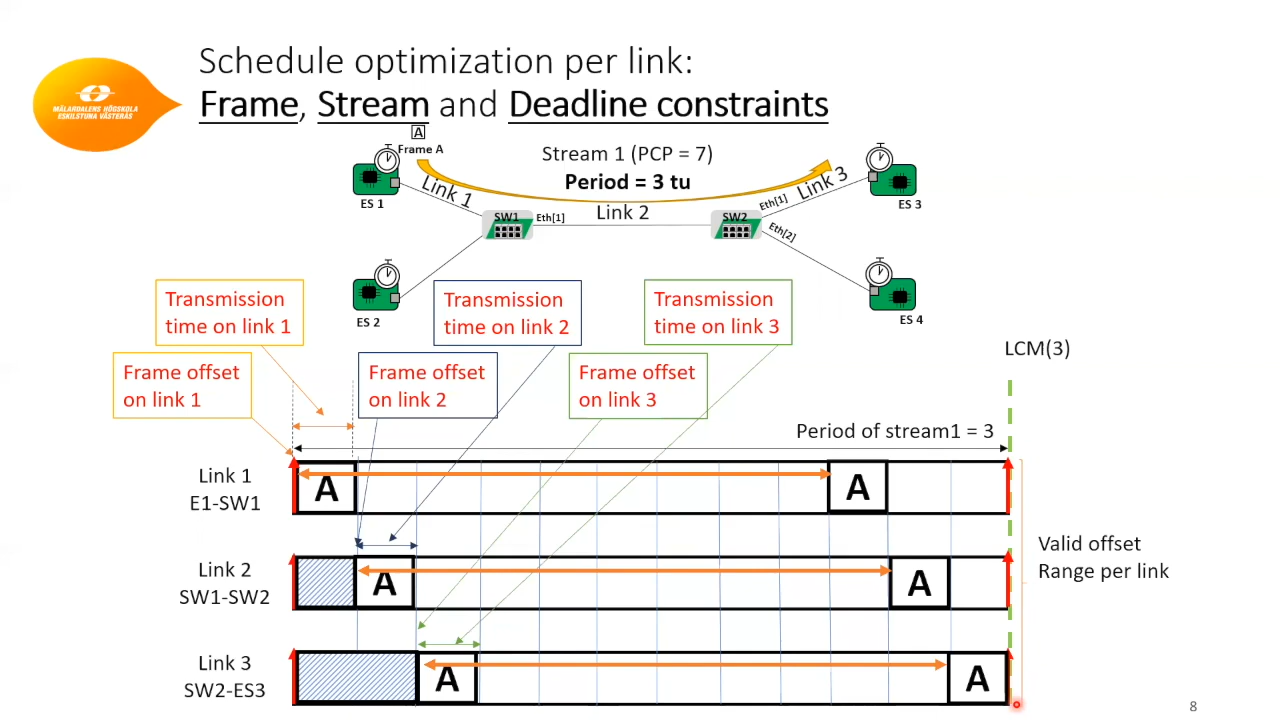 Schedule optimization per link:
Frame, Stream and Deadline constraints
MÄLARDALENS HÖGSKOLA
ESKILSTUNA VÄSTERÅS
A
Frame A
Stream 1 (PCP = 7)
Period = 3 tu
Link 1
Link 2
Link 3
ES 1
SW1
Eth[1]
SW2
Eth[1]
Eth[2]
ES 3
ES 2
ES 4
Transmission
time on link 1
Transmission
time on link 2
Transmission
time on link 3
LCM(3)
Frame offset
on link 1
Frame offset
on link 2
Frame offset
on link 3
Period of stream1 = 3
Link 1
E1-SW1
A
A
Link 2
SW1-SW2
A
A
Valid offset
Range per link
Link 3
SW2-ES3
A
A
8